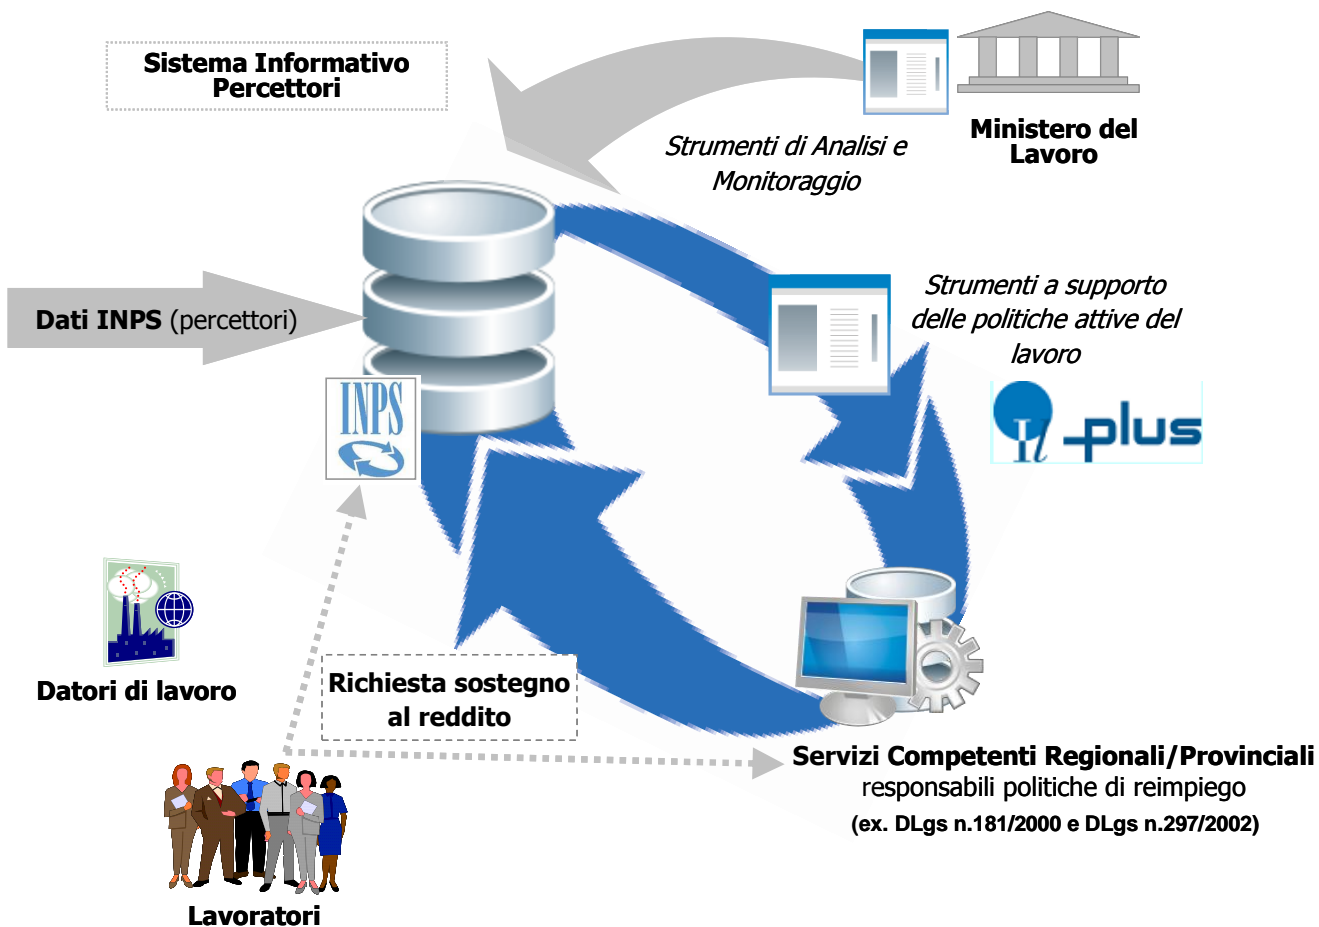 Sistema Informativo
Percettori
Ministero del
Lavoro
Strumenti di Analisi e
Monitoraggio
Dati INPS (percettori)
Strumenti a supporto
delle politiche attive del
lavoro
INPS
plus
Datori di lavoro
Richiesta sostegno
al reddito
Servizi Competenti Regionali/Provinciali
responsabili politiche di reimpiego
(ex. DLgs n.181/2000 e DLgs n.297/2002)
Lavoratori